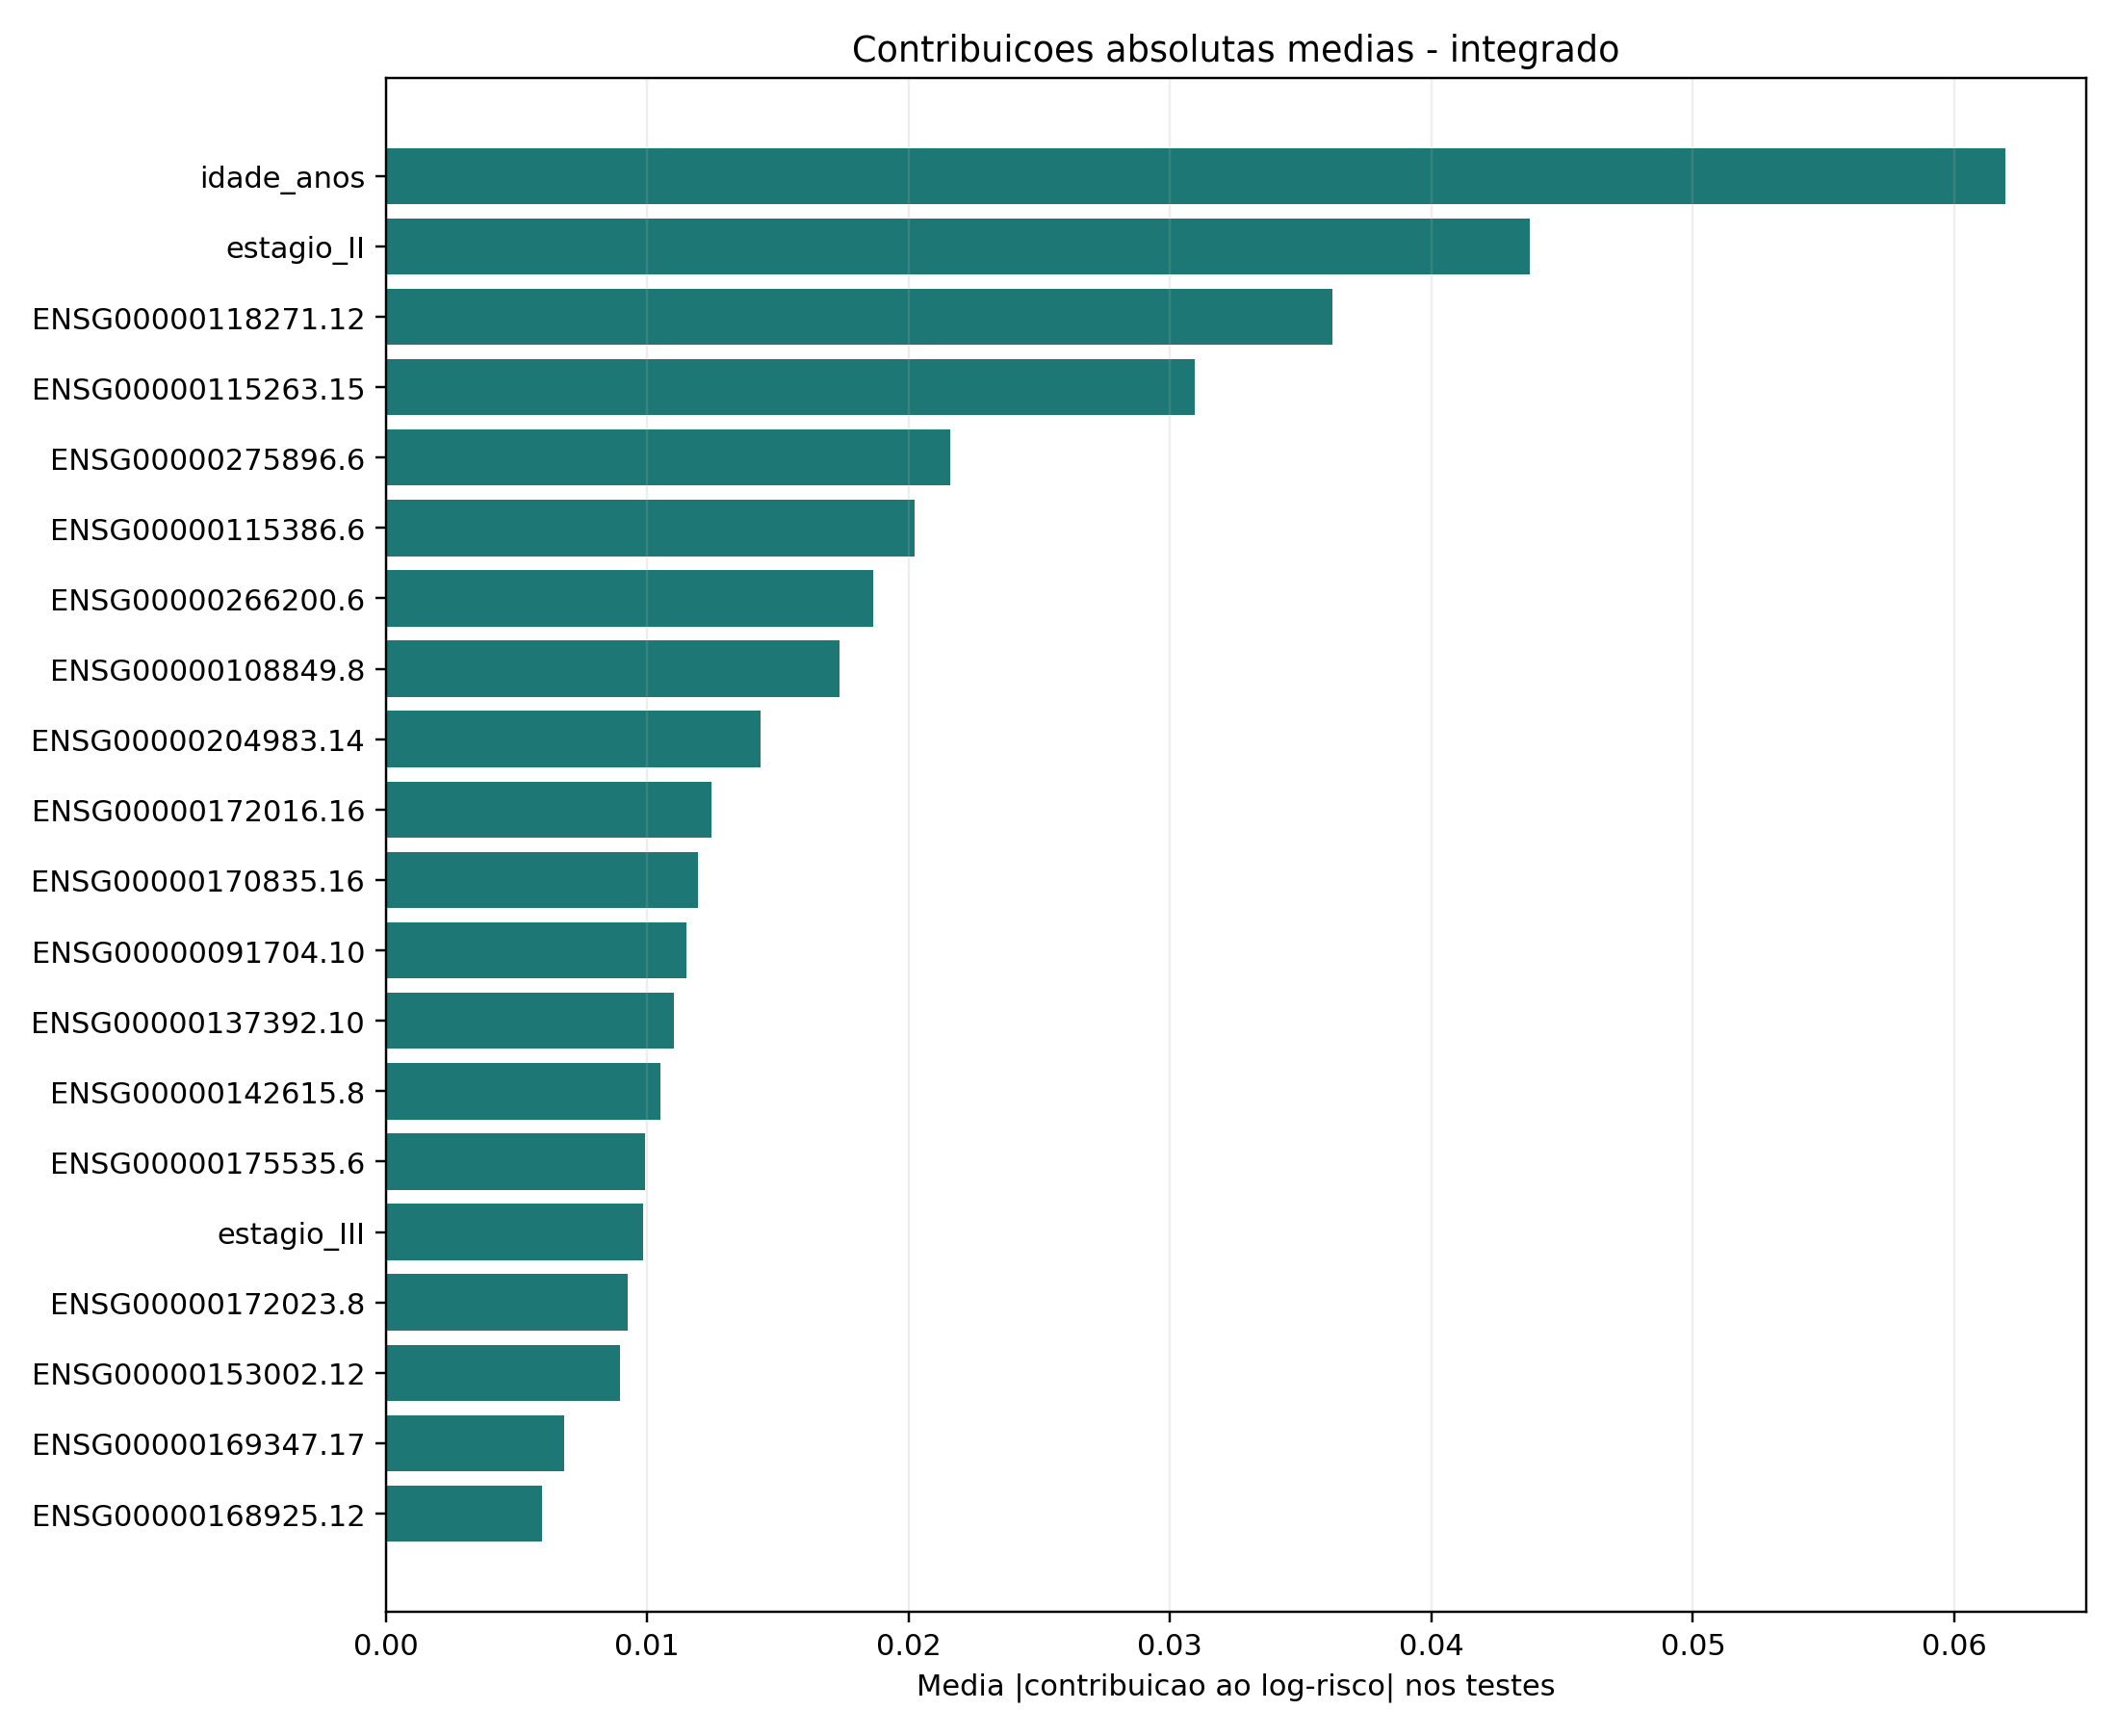 Contribuicoes absolutas medias - integrado
idade_anos
estagio_II
ENSG00000118271.12
ENSG00000115263.15
ENSG00000275896.6
ENSG00000115386.6
ENSG00000266200.6
ENSG00000108849.8
ENSG00000204983.14
ENSG00000172016.16
ENSG00000170835.16
ENSG00000091704.10
ENSG00000137392.10
ENSG00000142615.8
ENSG00000175535.6
estagio_III
ENSG00000172023.8
ENSG00000153002.12
ENSG00000169347.17
ENSG00000168925.12
0.00 0.01 0.02 0.03 0.04 0.05 0.06
Media |contribuicao ao log-risco| nos testes